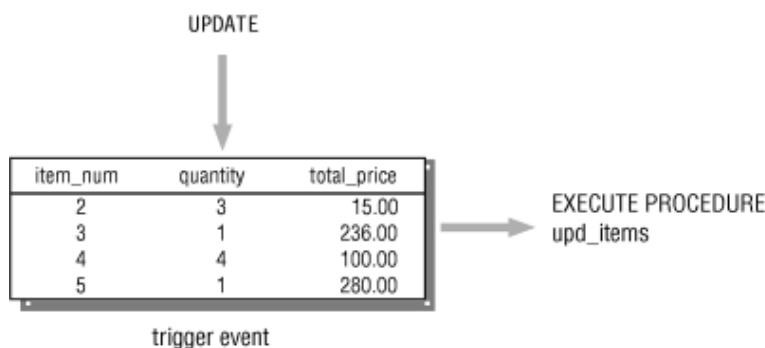 UPDATE
item_num quantity total_price
2 3 15.00
3 1 236.00
4 4 100.00
5 1 280.00
EXECUTE PROCEDURE
upd_items
trigger event